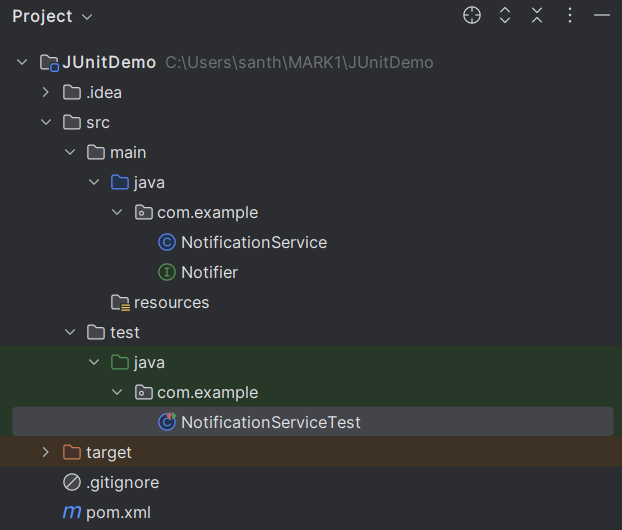 Project
JUnitDemo C:\Users\santh\MARK1\JUnitDemo
.idea
src
main
java
com.example
NotificationService
Notifier
resources
test
java
com.example
NotificationServiceTest
target
.gitignore
pom.xml